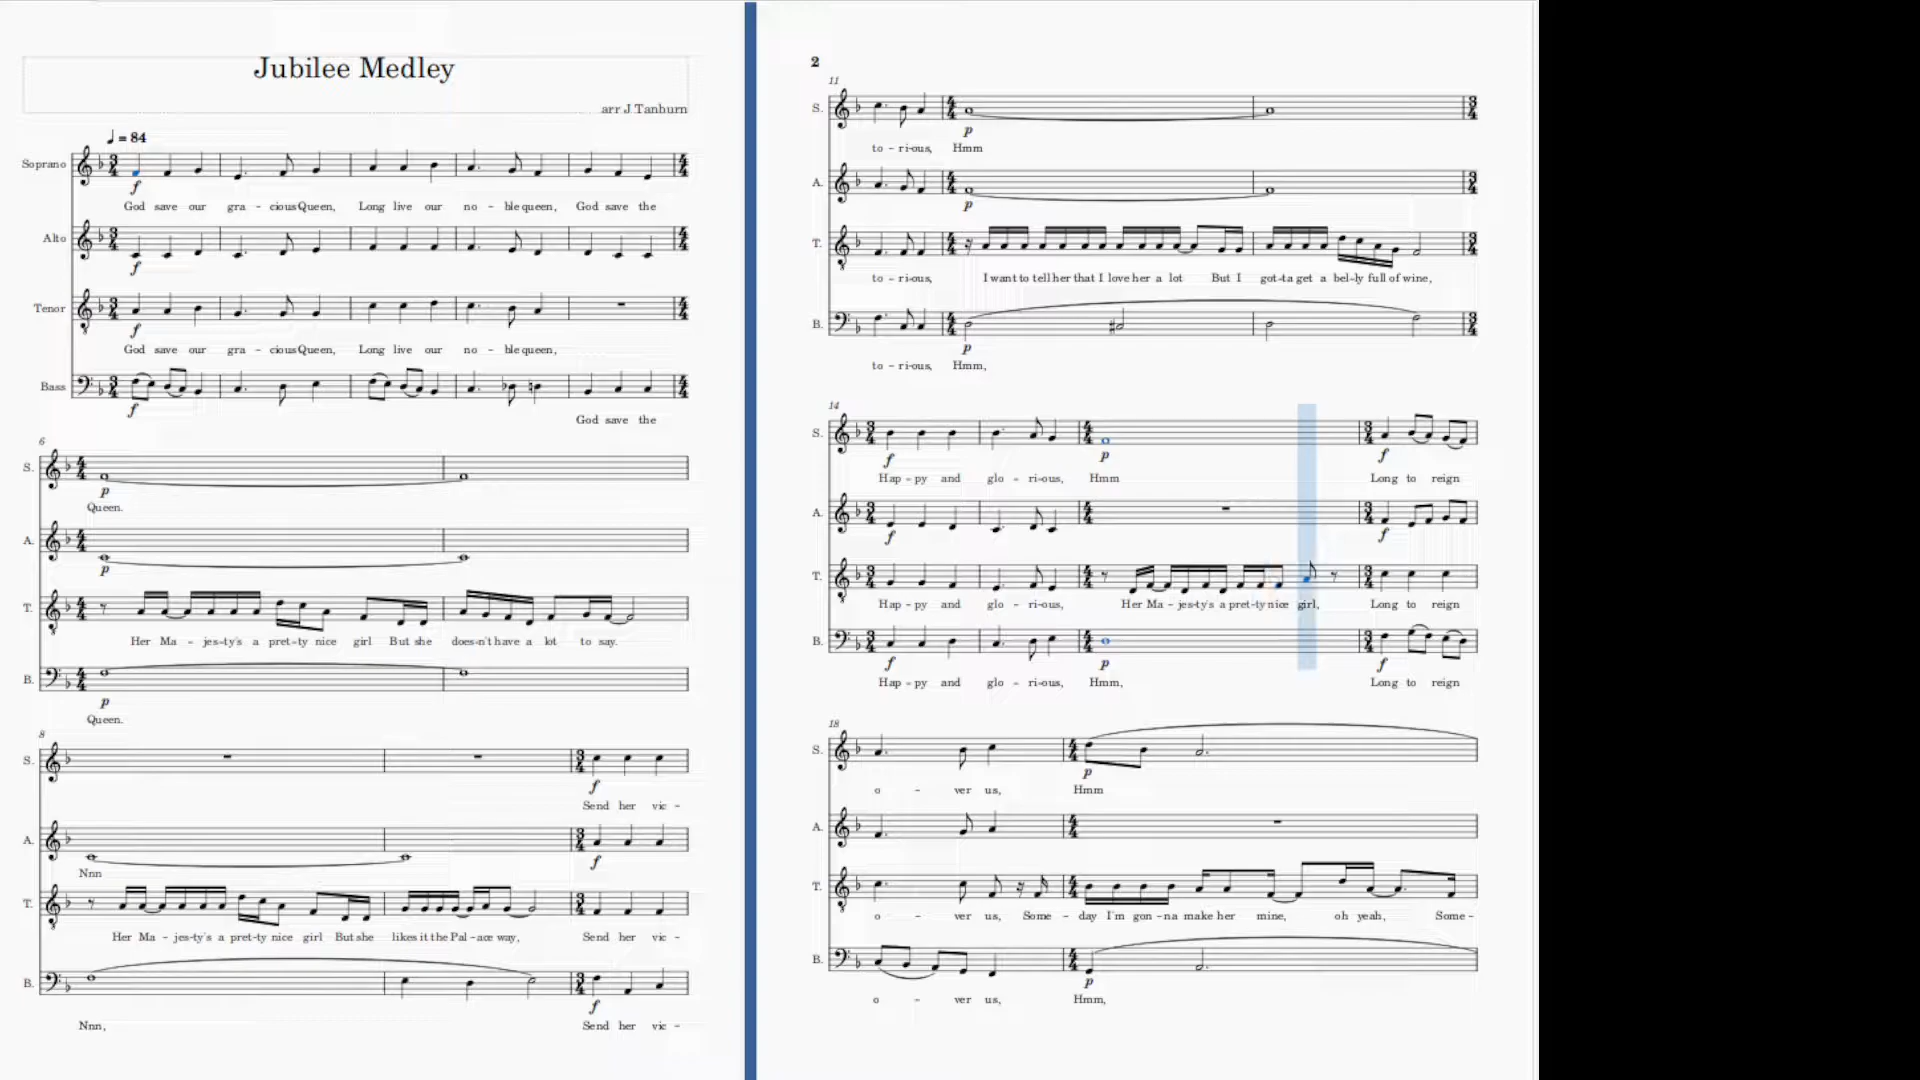 Jubilee Medley
arr J Tanburn
♩ = 84
Soprano
f
God save our gra - cious Queen, Long live our no - ble queen, God save the
Alto
f
Tenor
f
God save our gra - cious Queen, Long live our no - ble queen,
Bass
f
God save the
6
S.
p
Queen.
A.
p
T.
Her Ma - jes-ty's a pret-ty nice girl But she does-n't have a lot to say.
B.
p
Queen.
8
S.
f
Send her vic -
A.
f
Nnn
T.
Her Ma - jes-ty's a pret-ty nice girl But she likes it the Pal-ace way, Send her vic -
B.
f
Nnn, Send her vic -
2
11
S.
p
to - ri-ous, Hmm
A.
p
T.
to - ri-ous, I want to tell her that I love her a lot But I got-ta get a bel-ly full of wine,
B.
p
to - ri-ous, Hmm,
14
S.
f p f
Hap - py and glo - ri-ous, Hmm Long to reign
A.
f f
T.
Hap - py and glo - ri-ous, Her Ma - jes-ty's a pret-ty nice girl, Long to reign
B.
f p f
Hap - py and glo - ri-ous, Hmm, Long to reign
18
S.
p
o - ver us, Hmm
A.
T.
o - ver us, Some - day I'm gon - na make her mine, oh yeah, Some -
B.
p
o - ver us, Hmm,